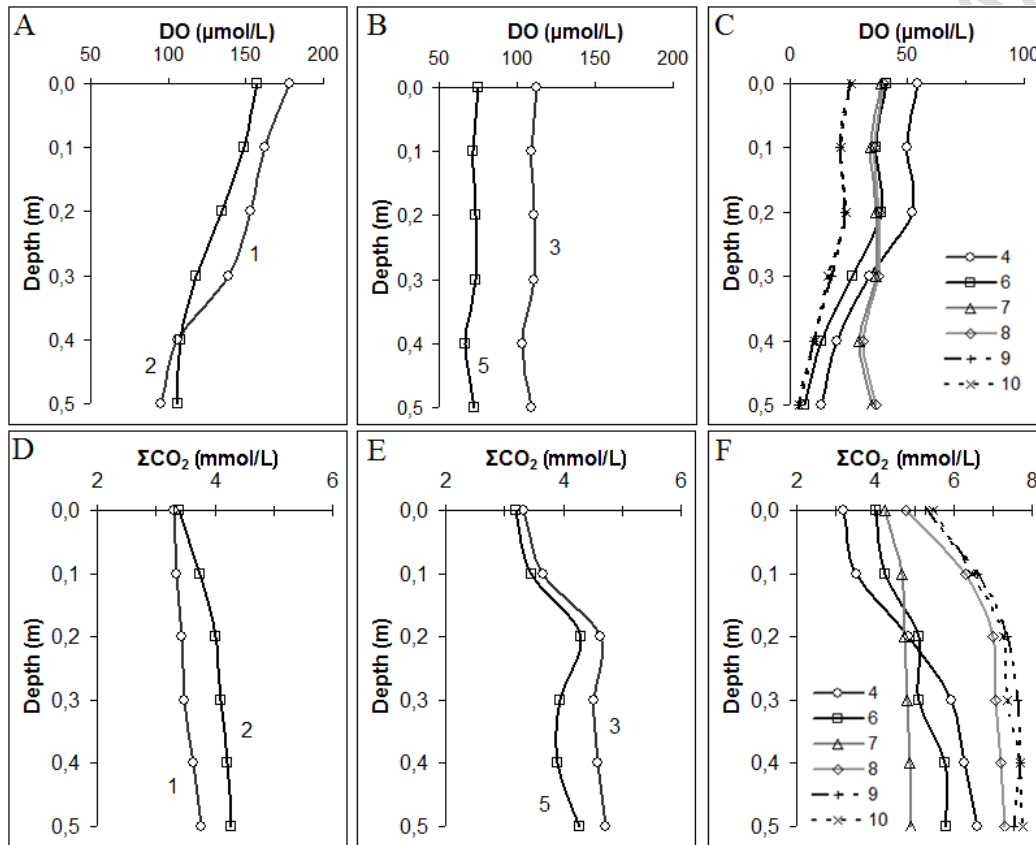 A
DO (µmol/L)
50 100 150 200
Depth (m)
0,0
0,1
0,2
0,3
0,4
0,5
1
2
B
DO (µmol/L)
50 100 150 200
Depth (m)
0,0
0,1
0,2
0,3
0,4
0,5
3
5
C
DO (µmol/L)
0 50 100
Depth (m)
0,0
0,1
0,2
0,3
0,4
0,5
4
6
7
8
9
10
D
ΣCO₂ (mmol/L)
2 4 6
Depth (m)
0,0
0,1
0,2
0,3
0,4
0,5
2
1
E
ΣCO₂ (mmol/L)
2 4 6
Depth (m)
0,0
0,1
0,2
0,3
0,4
0,5
3
5
F
ΣCO₂ (mmol/L)
2 4 6 8
Depth (m)
0,0
0,1
0,2
0,3
0,4
0,5
4
6
7
8
9
10